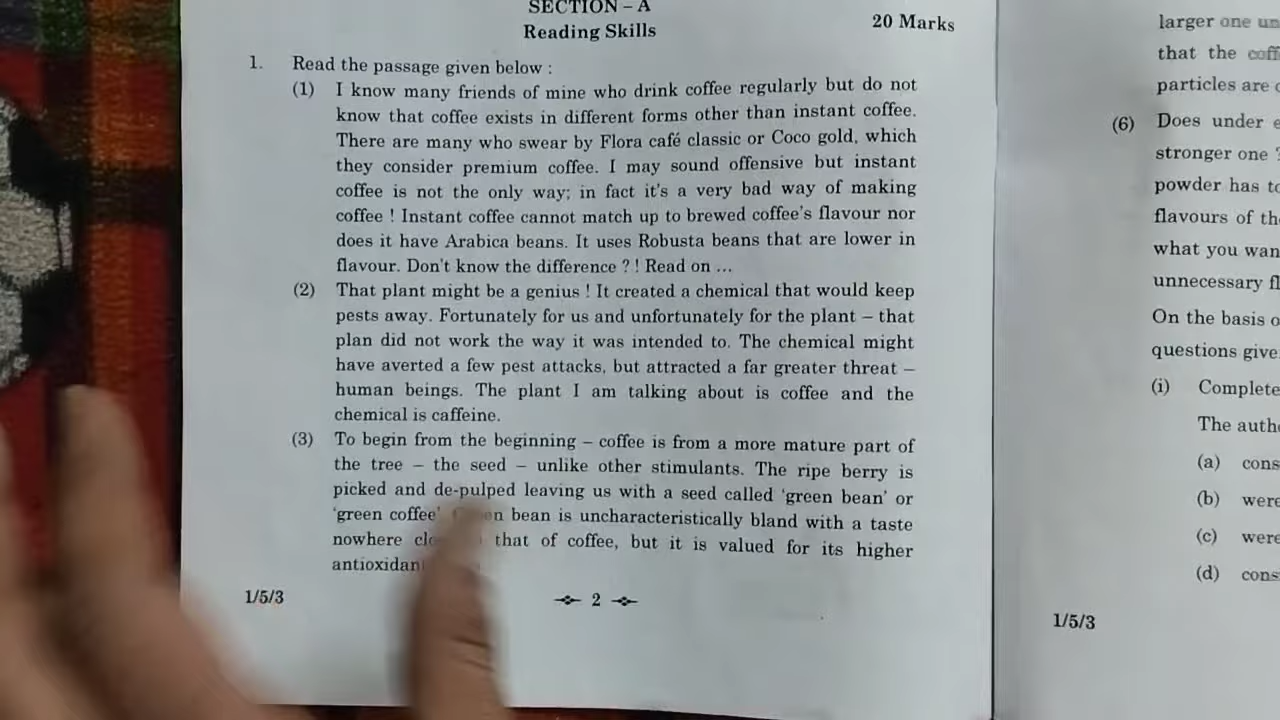 SECTION – A
Reading Skills
20 Marks
1. Read the passage given below :
(1) I know many friends of mine who drink coffee regularly but do not
know that coffee exists in different forms other than instant coffee.
There are many who swear by Flora café classic or Coco gold, which
they consider premium coffee. I may sound offensive but instant
coffee is not the only way; in fact it's a very bad way of making
coffee ! Instant coffee cannot match up to brewed coffee's flavour nor
does it have Arabica beans. It uses Robusta beans that are lower in
flavour. Don't know the difference ? ! Read on ...
(2) That plant might be a genius ! It created a chemical that would keep
pests away. Fortunately for us and unfortunately for the plant – that
plan did not work the way it was intended to. The chemical might
have averted a few pest attacks, but attracted a far greater threat –
human beings. The plant I am talking about is coffee and the
chemical is caffeine.
(3) To begin from the beginning – coffee is from a more mature part of
the tree – the seed – unlike other stimulants. The ripe berry is
picked and de-pulped leaving us with a seed called 'green bean' or
'green coffee' bean is uncharacteristically bland with a taste
nowhere that of coffee, but it is valued for its higher
1/5/3
2
larger one
that the
particles are
(6) Does under
stronger one ?
powder has to
flavours of
what you
unnecessary
On the basis
questions
(i) Complete
The
(a)
(b) were
(c) were
(d)
1/5/3